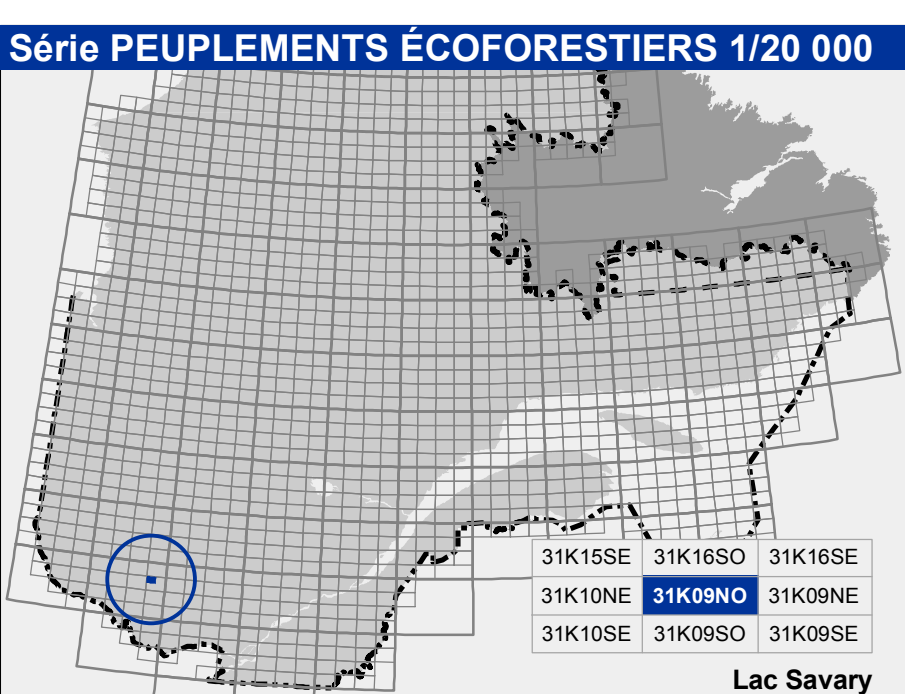 Série PEUPLEMENTS ÉCOFORESTIERS 1/20 000
31K15SE 31K16SO 31K16SE
31K10NE 31K09NO 31K09NE
31K10SE 31K09SO 31K09SE
Lac Savary